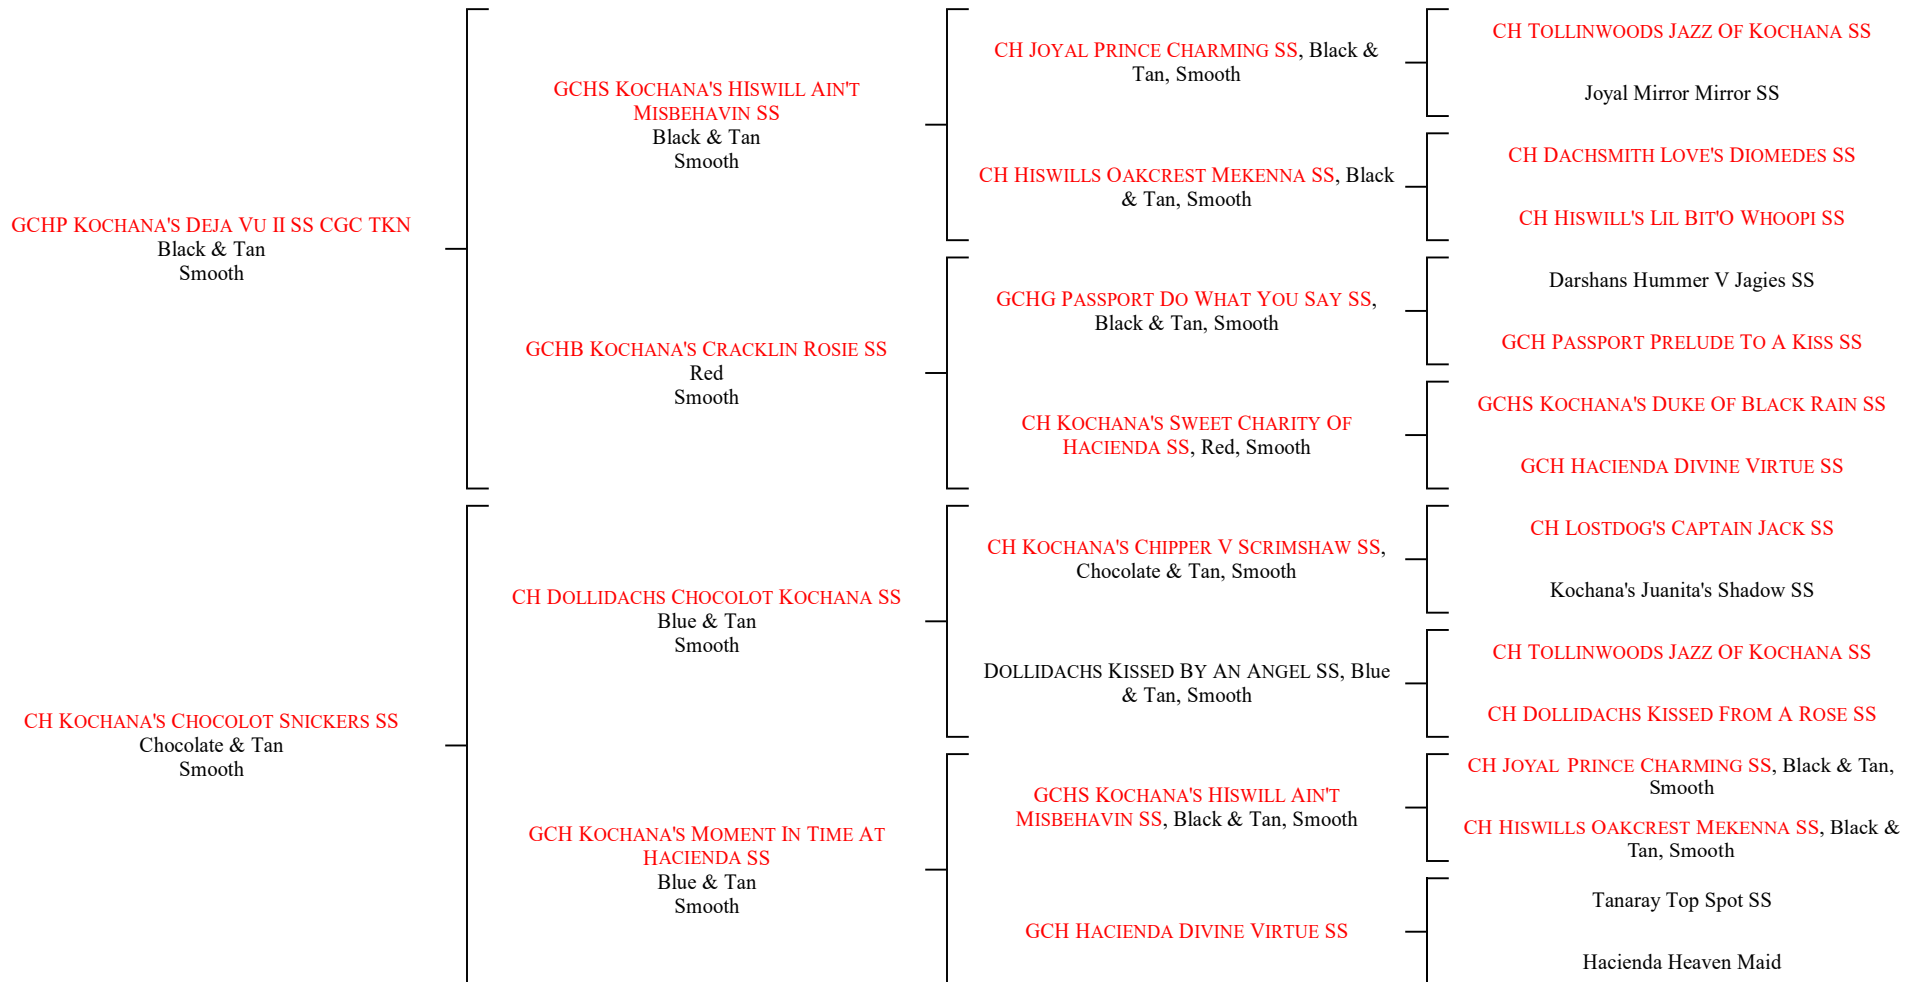 GCHP KOCHANA'S DEJA VU II SS CGC TKN
Black & Tan
Smooth
CH KOCHANA'S CHOCOLOT SNICKERS SS
Chocolate & Tan
Smooth
GCHS KOCHANA'S HISWILL AIN'T
MISBEHAVIN SS
Black & Tan
Smooth
GCHB KOCHANA'S CRACKLIN ROSIE SS
Red
Smooth
CH DOLLIDACHS CHOCOLOT KOCHANA SS
Blue & Tan
Smooth
GCH KOCHANA'S MOMENT IN TIME AT
HACIENDA SS
Blue & Tan
Smooth
CH JOYAL PRINCE CHARMING SS, Black &
Tan, Smooth
CH HISWILLS OAKCREST MEKENNA SS, Black
& Tan, Smooth
GCHG PASSPORT DO WHAT YOU SAY SS,
Black & Tan, Smooth
CH KOCHANA'S SWEET CHARITY OF
HACIENDA SS, Red, Smooth
CH KOCHANA'S CHIPPER V SCRIMSHAW SS,
Chocolate & Tan, Smooth
DOLLIDACHS KISSED BY AN ANGEL SS, Blue
& Tan, Smooth
GCHS KOCHANA'S HISWILL AIN'T
MISBEHAVIN SS, Black & Tan, Smooth
GCH HACIENDA DIVINE VIRTUE SS
CH TOLLINWOODS JAZZ OF KOCHANA SS
Joyal Mirror Mirror SS
CH DACHSMITH LOVE'S DIOMEDES SS
CH HISWILL'S LIL BIT'O WHOOPI SS
Darshans Hummer V Jagies SS
GCH PASSPORT PRELUDE TO A KISS SS
GCHS KOCHANA'S DUKE OF BLACK RAIN SS
GCH HACIENDA DIVINE VIRTUE SS
CH LOSTDOG'S CAPTAIN JACK SS
Kochana's Juanita's Shadow SS
CH TOLLINWOODS JAZZ OF KOCHANA SS
CH DOLLIDACHS KISSED FROM A ROSE SS
CH JOYAL PRINCE CHARMING SS, Black & Tan,
Smooth
CH HISWILLS OAKCREST MEKENNA SS, Black &
Tan, Smooth
Tanaray Top Spot SS
Hacienda Heaven Maid